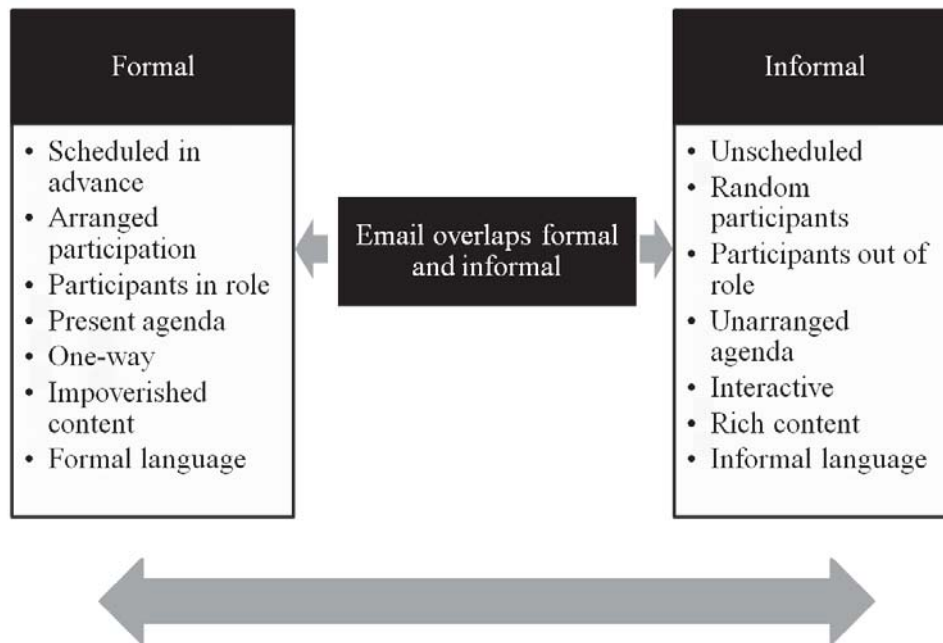 Formal
• Scheduled in
advance
• Arranged
participation
• Participants in role
• Present agenda
• One-way
• Impoverished
content
• Formal language
Email overlaps formal
and informal
Informal
• Unscheduled
• Random
participants
• Participants out of
role
• Unarranged
agenda
• Interactive
• Rich content
• Informal language